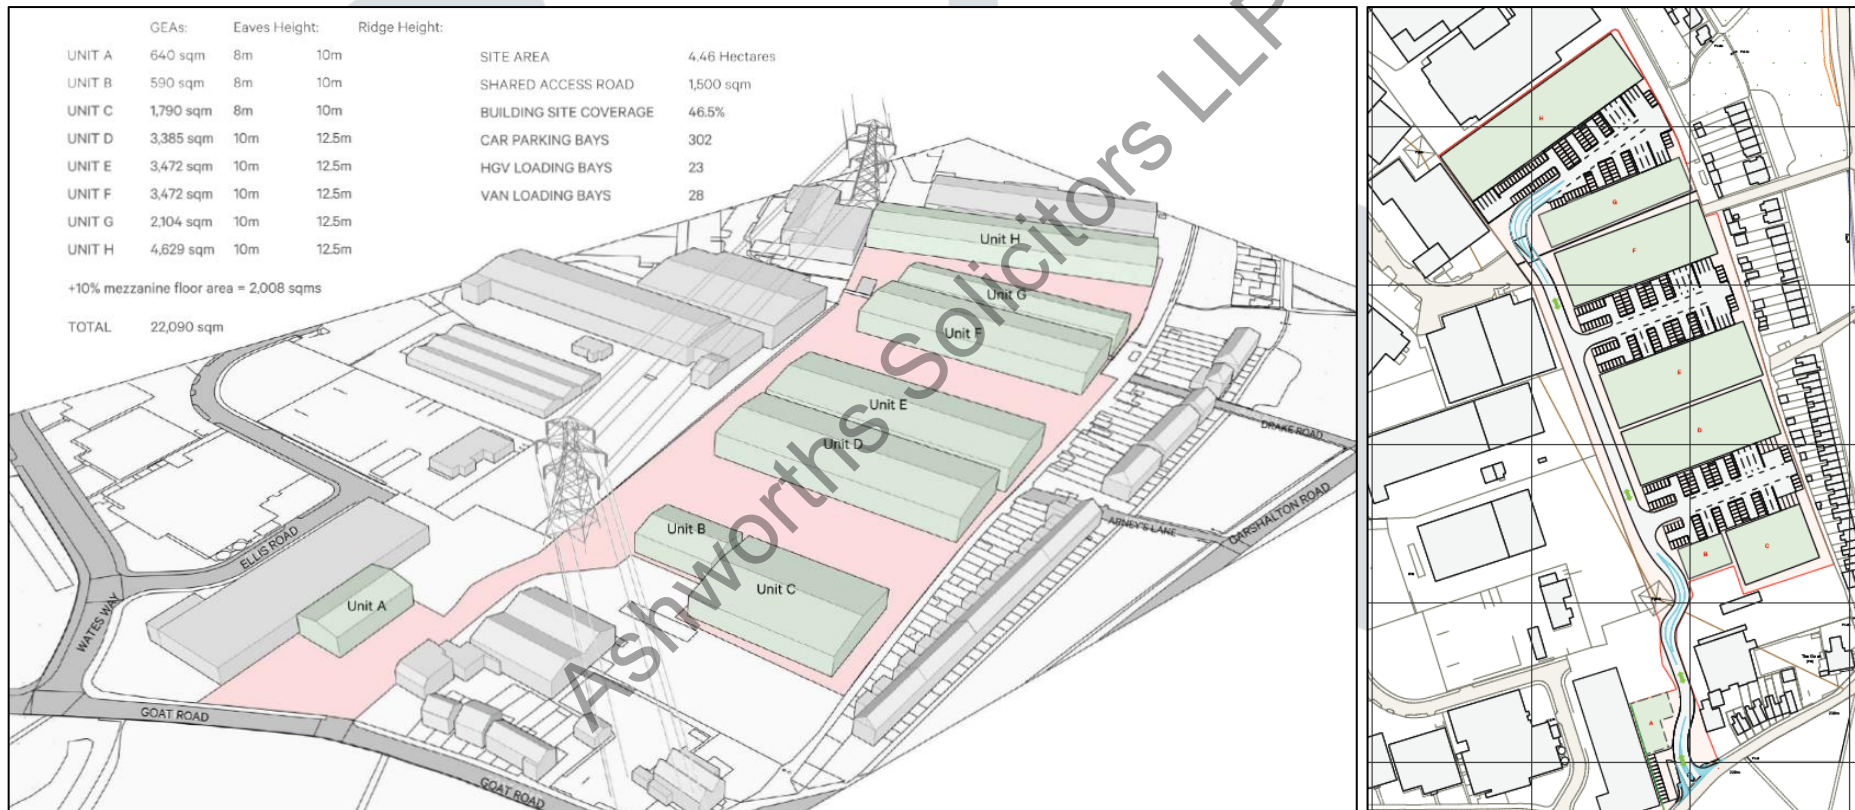 GEAs: Eaves Height: Ridge Height:
UNIT A 640 sqm 8m 10m
UNIT B 590 sqm 8m 10m
UNIT C 1,790 sqm 8m 10m
UNIT D 3,385 sqm 10m 12.5m
UNIT E 3,472 sqm 10m 12.5m
UNIT F 3,472 sqm 10m 12.5m
UNIT G 2,104 sqm 10m 12.5m
UNIT H 4,629 sqm 10m 12.5m
+10% mezzanine floor area = 2,008 sqms
TOTAL 22,090 sqm
SITE AREA 4.46 Hectares
SHARED ACCESS ROAD 1,500 sqm
BUILDING SITE COVERAGE 46.5%
CAR PARKING BAYS 302
HGV LOADING BAYS 23
VAN LOADING BAYS 28
Unit H
Unit G
Unit F
Unit E
Unit D
Unit B
Unit C
Unit A
DRAKE ROAD
CARSHALTON ROAD
ARNEY'S LANE
ELLIS ROAD
WATES WAY
GOAT ROAD
GOAT ROAD
Ashworths Solicitors LLP
H
G
F
E
D
B
C
A